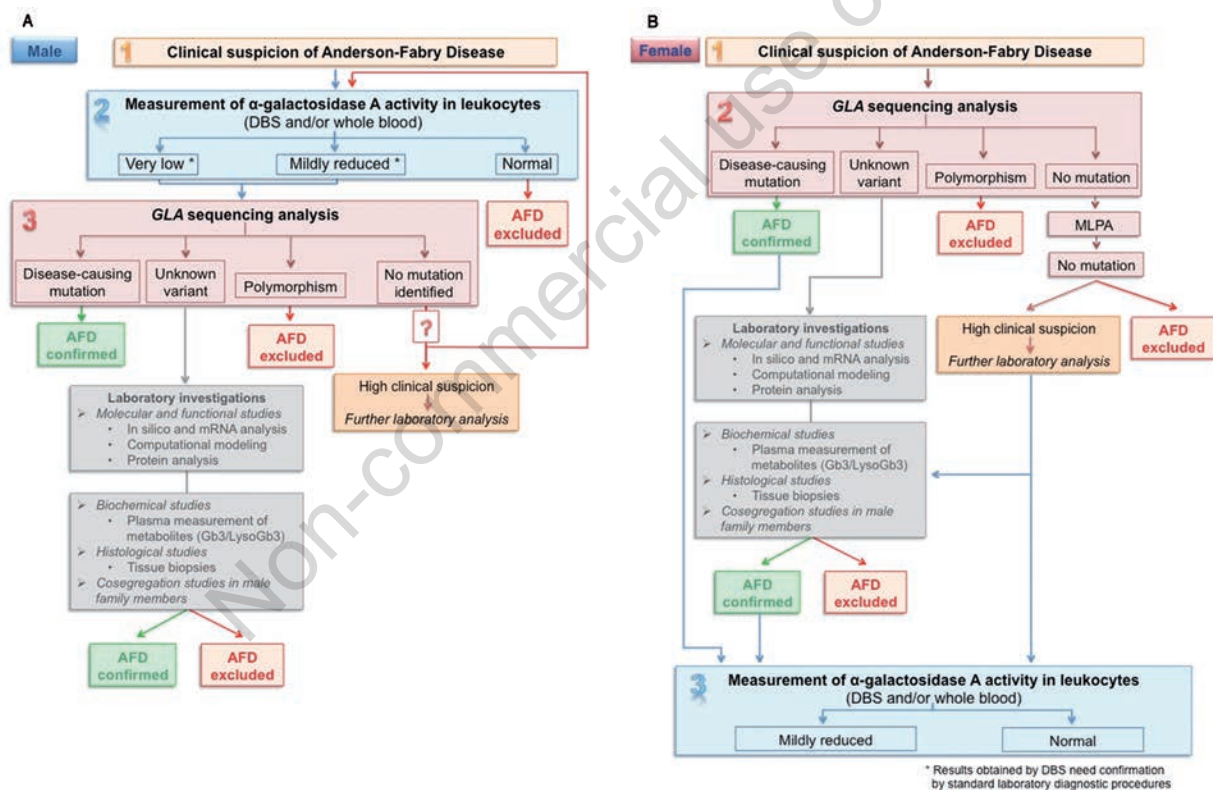 A
Male
1
Clinical suspicion of Anderson-Fabry Disease
2
Measurement of α-galactosidase A activity in leukocytes
(DBS and/or whole blood)
Very low *
Mildly reduced *
Normal
AFD
excluded
3
GLA sequencing analysis
Disease-causing
mutation
Unknown
variant
Polymorphism
No mutation
identified
AFD
confirmed
AFD
excluded
?
High clinical suspicion
Further laboratory analysis
Laboratory investigations
➢ Molecular and functional studies
• In silico and mRNA analysis
• Computational modeling
• Protein analysis
➢ Biochemical studies
• Plasma measurement of
metabolites (Gb3/LysoGb3)
➢ Histological studies
• Tissue biopsies
➢ Cosegregation studies in male
family members
AFD
confirmed
AFD
excluded
B
Female
1
Clinical suspicion of Anderson-Fabry Disease
2
GLA sequencing analysis
Disease-causing
mutation
Unknown
variant
Polymorphism
No mutation
AFD
confirmed
AFD
excluded
MLPA
No mutation
High clinical suspicion
Further laboratory analysis
AFD
excluded
Laboratory investigations
➢ Molecular and functional studies
• In silico and mRNA analysis
• Computational modeling
• Protein analysis
➢ Biochemical studies
• Plasma measurement of
metabolites (Gb3/LysoGb3)
➢ Histological studies
• Tissue biopsies
➢ Cosegregation studies in male
family members
AFD
confirmed
AFD
excluded
3
Measurement of α-galactosidase A activity in leukocytes
(DBS and/or whole blood)
Mildly reduced
Normal
* Results obtained by DBS need confirmation
by standard laboratory diagnostic procedures
Non-commercial use o